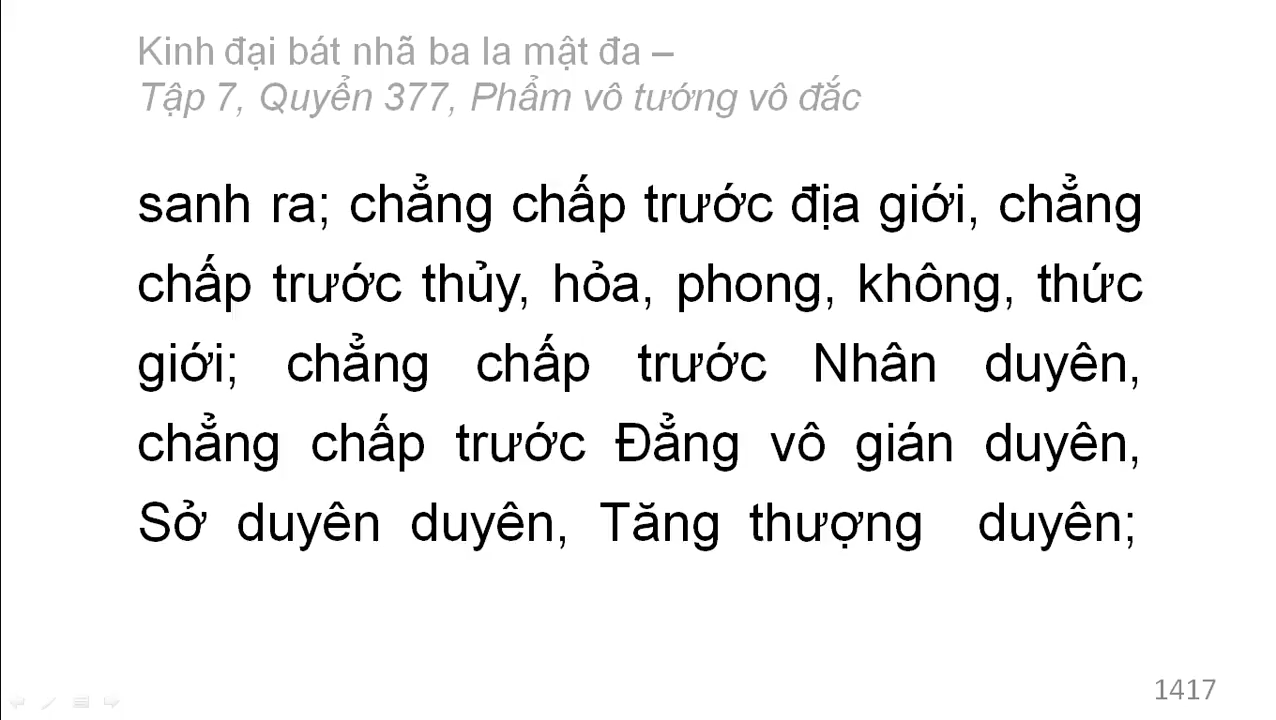 Kinh đại bát nhã ba la mật đa –
Tập 7, Quyển 377, Phẩm vô tướng vô đắc
sanh ra; chẳng chấp trước địa giới, chẳng
chấp trước thủy, hỏa, phong, không, thức
giới; chẳng chấp trước Nhân duyên,
chẳng chấp trước Đẳng vô gián duyên,
Sở duyên duyên, Tăng thượng duyên;
1417